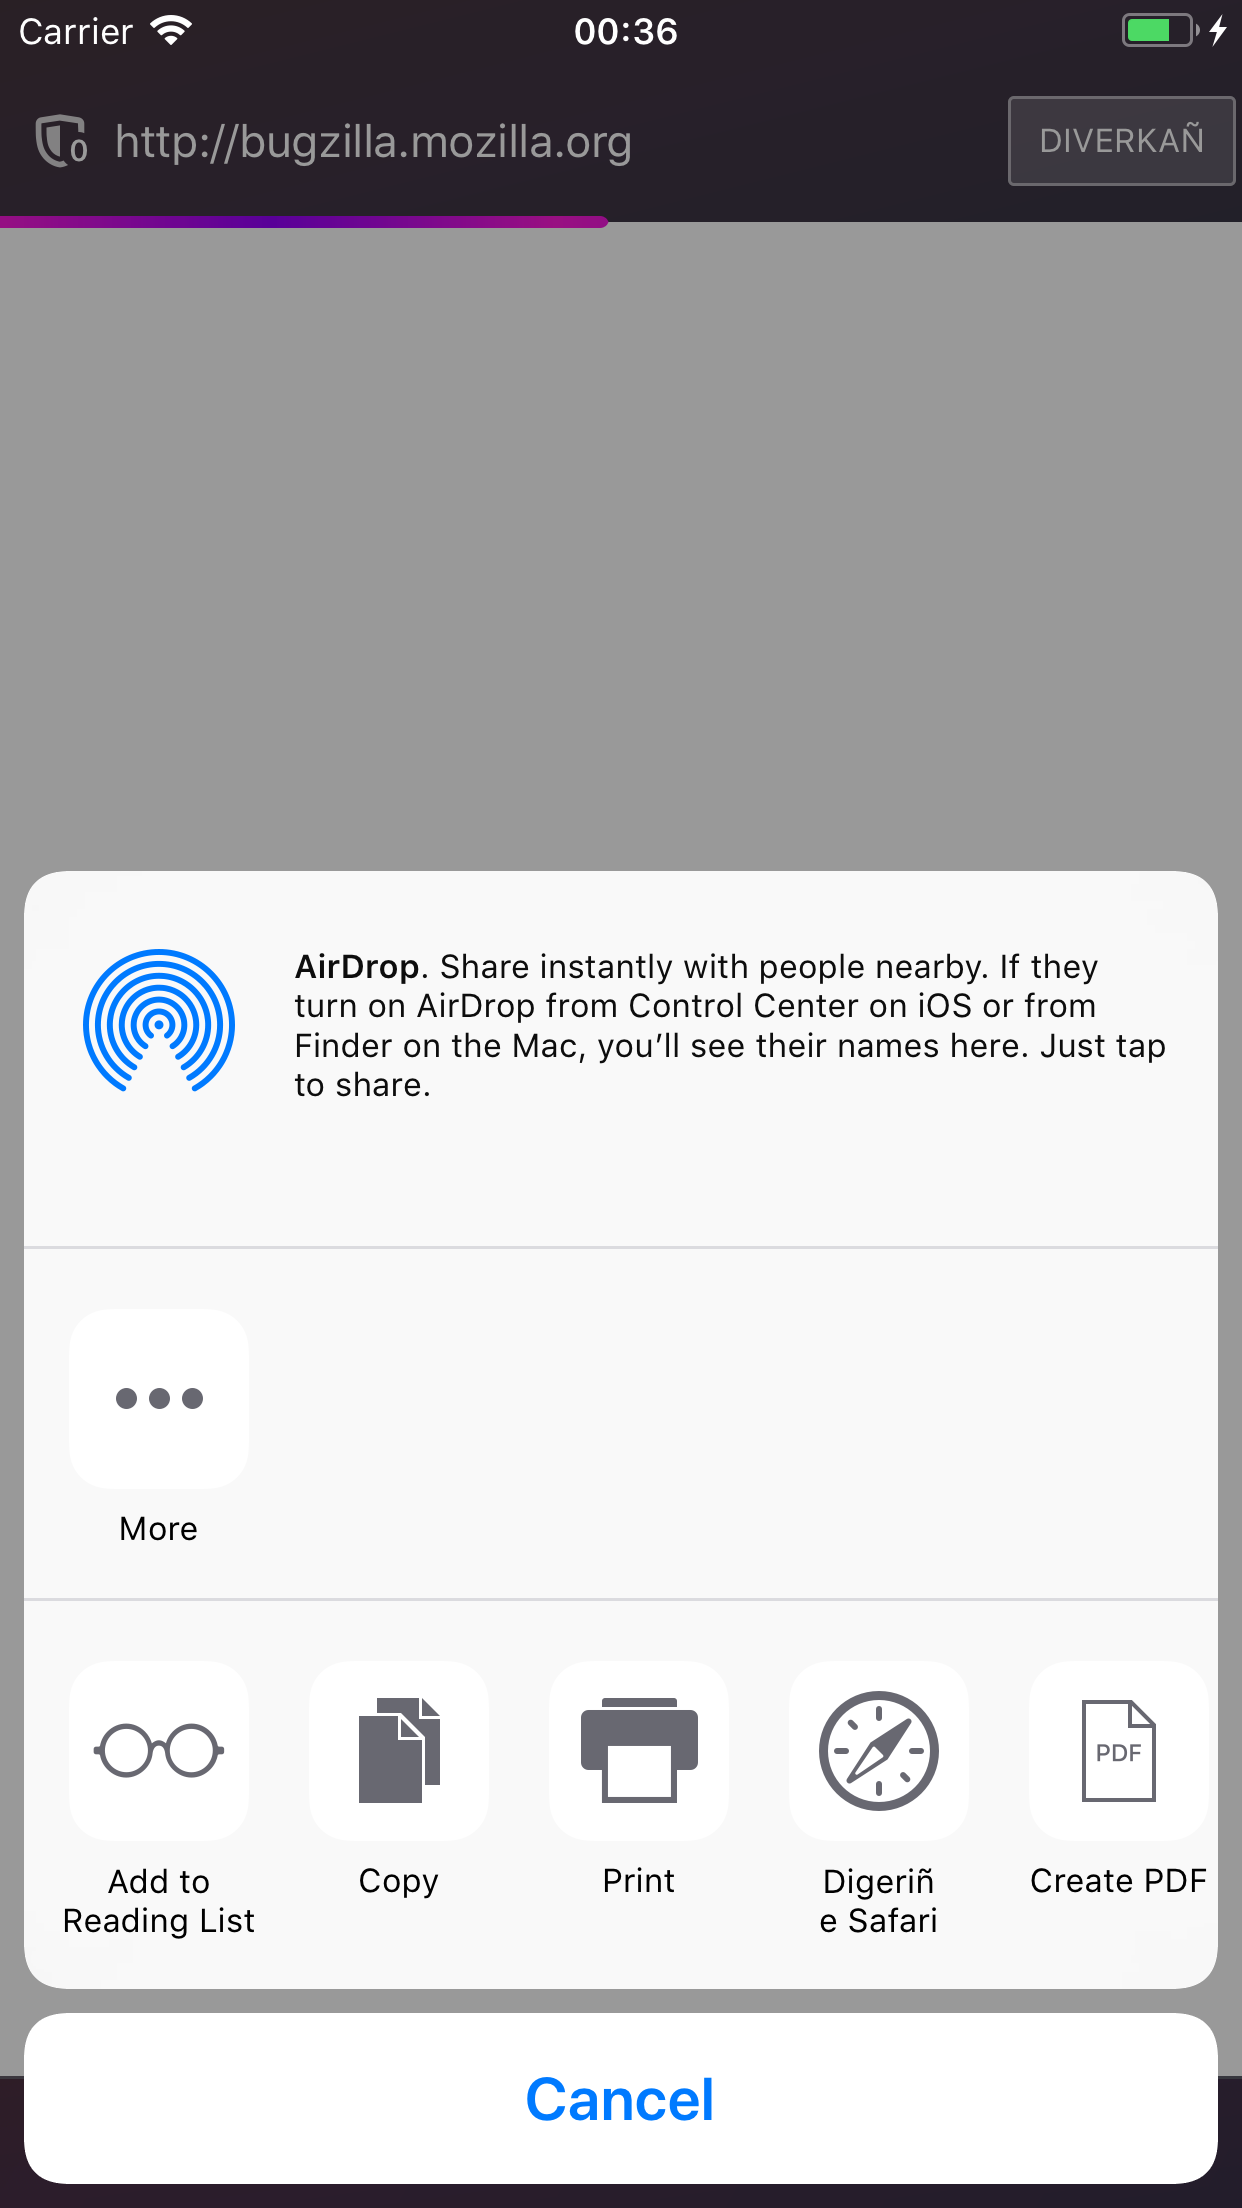 Carrier 00:36
0 http://bugzilla.mozilla.org DIVERKAÑ
AirDrop. Share instantly with people nearby. If they
turn on AirDrop from Control Center on iOS or from
Finder on the Mac, you’ll see their names here. Just tap
to share.
More
Add to
Reading List
Copy
Print
Digeriñ
e Safari
PDF
Create PDF
Cancel